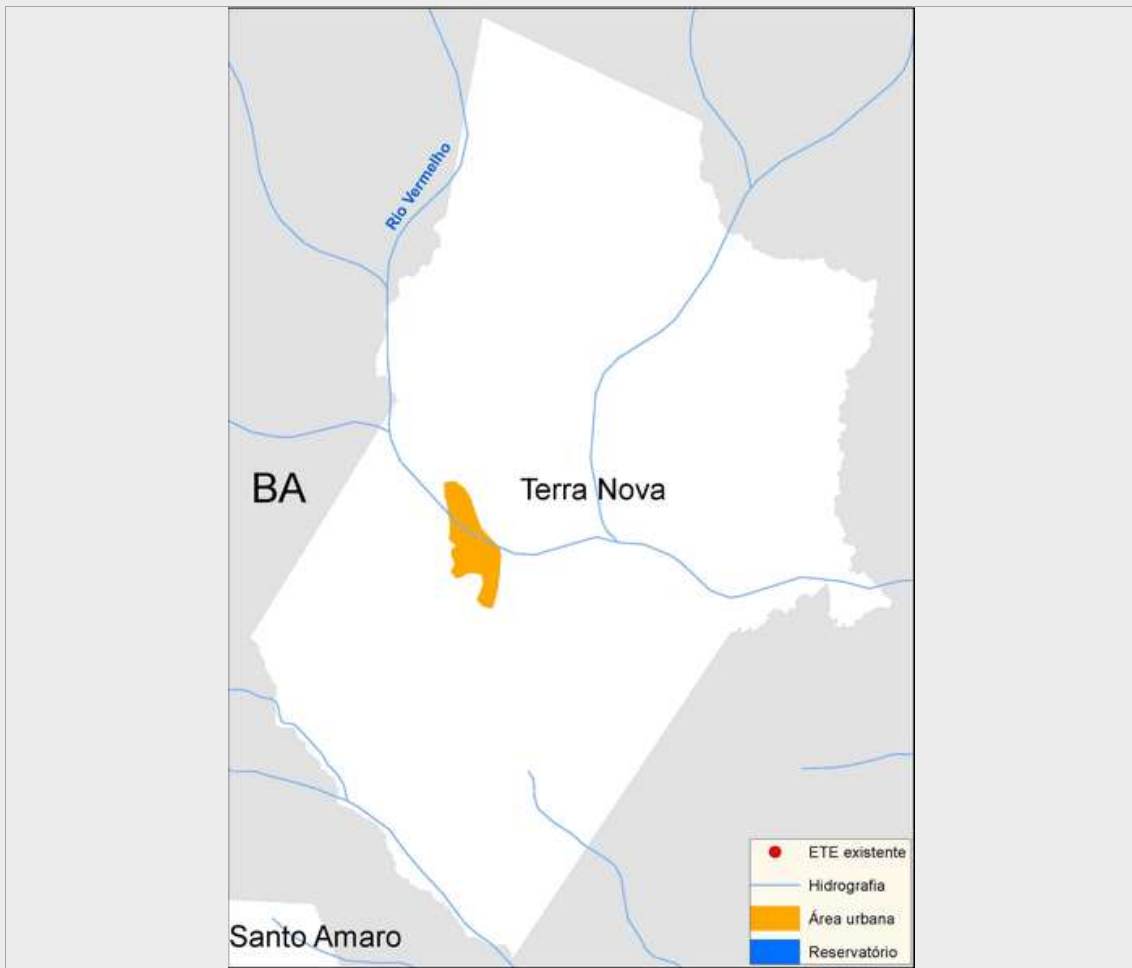 Rio Vermelho
BA
Terra Nova
Santo Amaro
ETE existente
Hidrografia
Área urbana
Reservatório